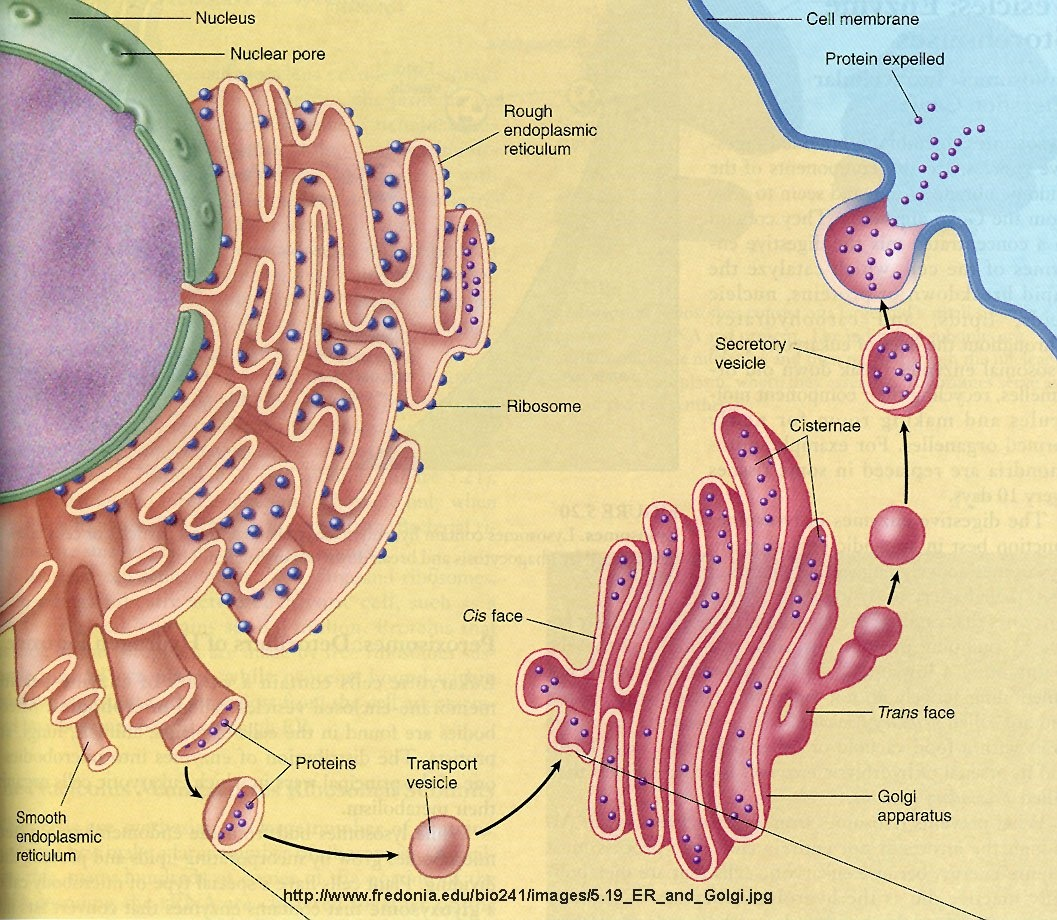 Nucleus
Nuclear pore
Cell membrane
Protein expelled
Rough
endoplasmic
reticulum
Secretory
vesicle
Ribosome
Cisternae
Cis face
Trans face
Proteins
Transport
vesicle
Golgi
apparatus
Smooth
endoplasmic
reticulum
http://www.fredonia.edu/bio241/images/5.19_ER_and_Golgi.jpg